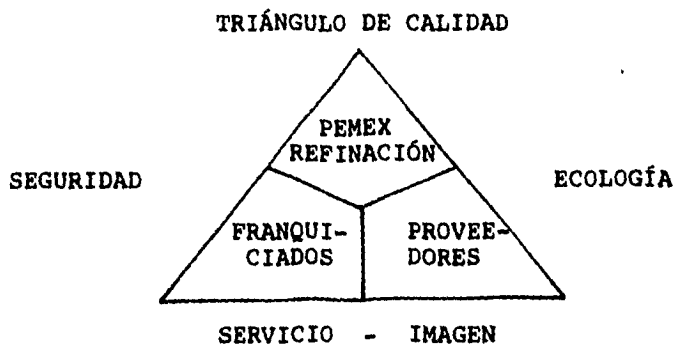 TRIÁNGULO DE CALIDAD
PEMEX
REFINACIÓN
SEGURIDAD
ECOLOGÍA
FRANQUI-
CIADOS
PROVEE-
DORES
SERVICIO - IMAGEN